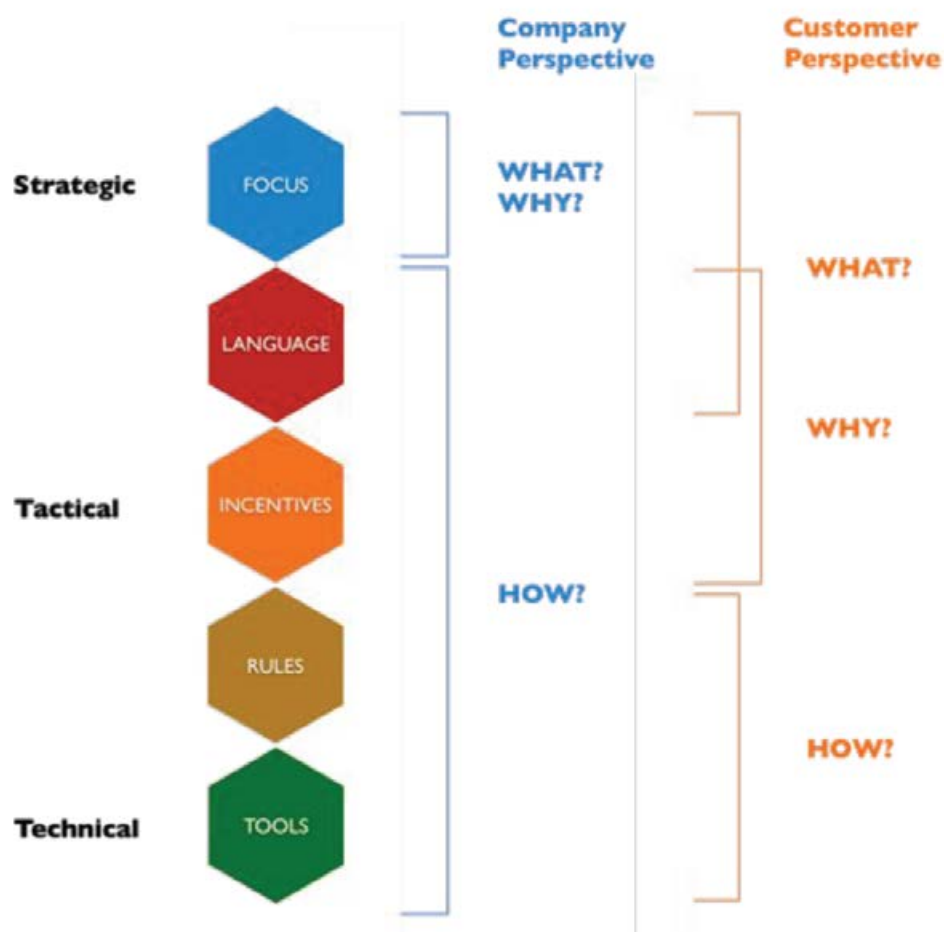 Company
Perspective
Customer
Perspective
Strategic
FOCUS
WHAT?
WHY?
WHAT?
LANGUAGE
WHY?
Tactical
INCENTIVES
HOW?
RULES
HOW?
Technical
TOOLS